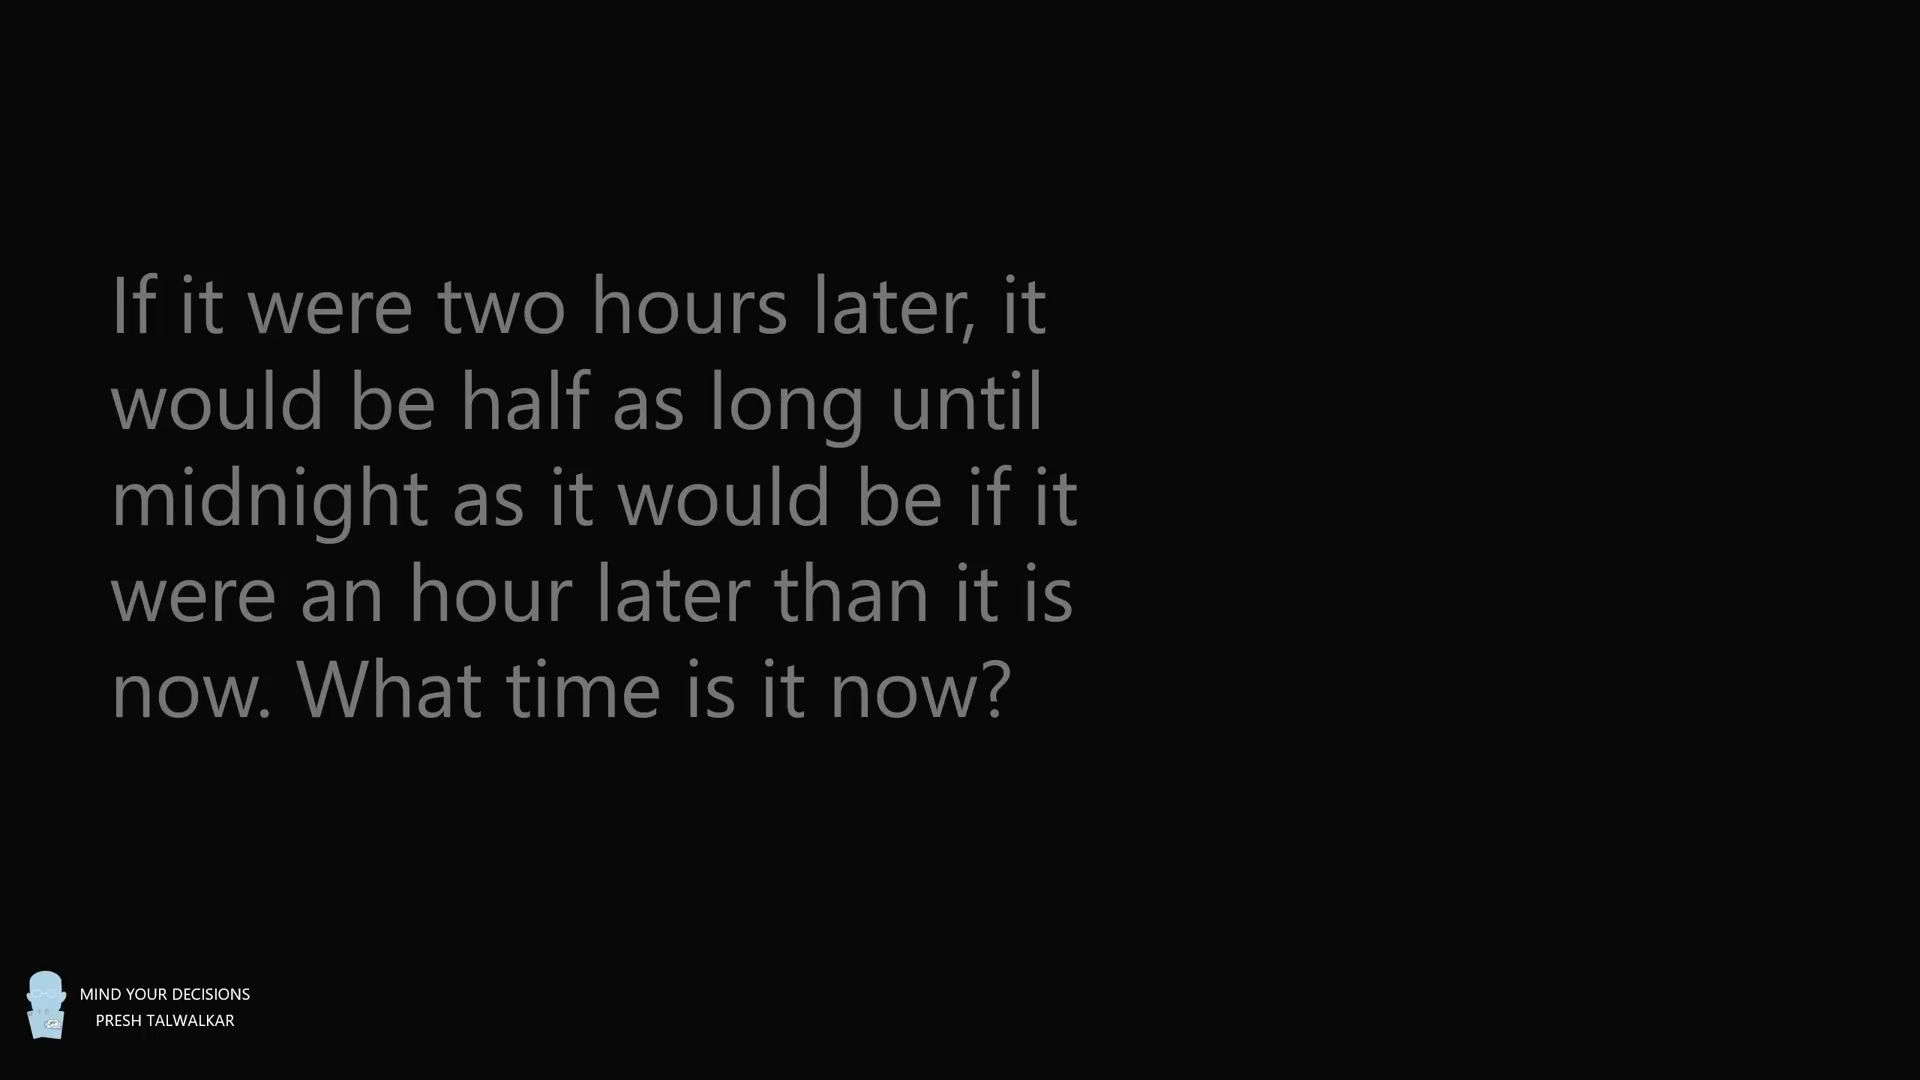 If it were two hours later, it
would be half as long until
midnight as it would be if it
were an hour later than it is
now. What time is it now?
MIND YOUR DECISIONS
PRESH TALWALKAR